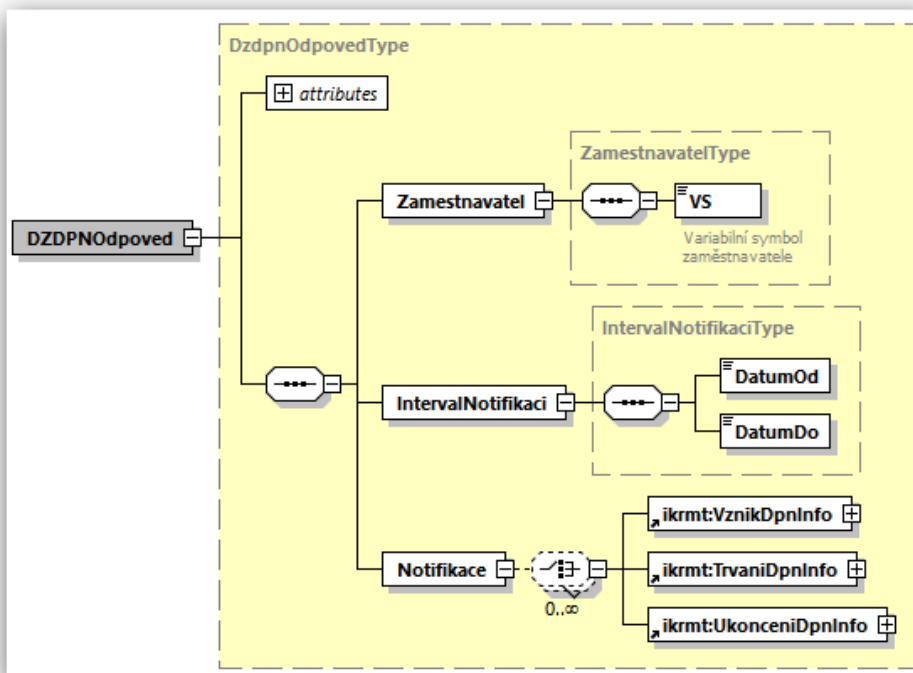 DzdpnOdpovedType
attributes
ZamestnavatelType
Zamestnavatel
VS
Variabilní symbol
zaměstnavatele
DZDPNOdpoved
IntervalNotifikaciType
IntervalNotifikaci
DatumOd
DatumDo
ikrmt:VznikDpnInfo
Notifikace
ikrmt:TrvaniDpnInfo
0..∞
ikrmt:UkonceniDpnInfo